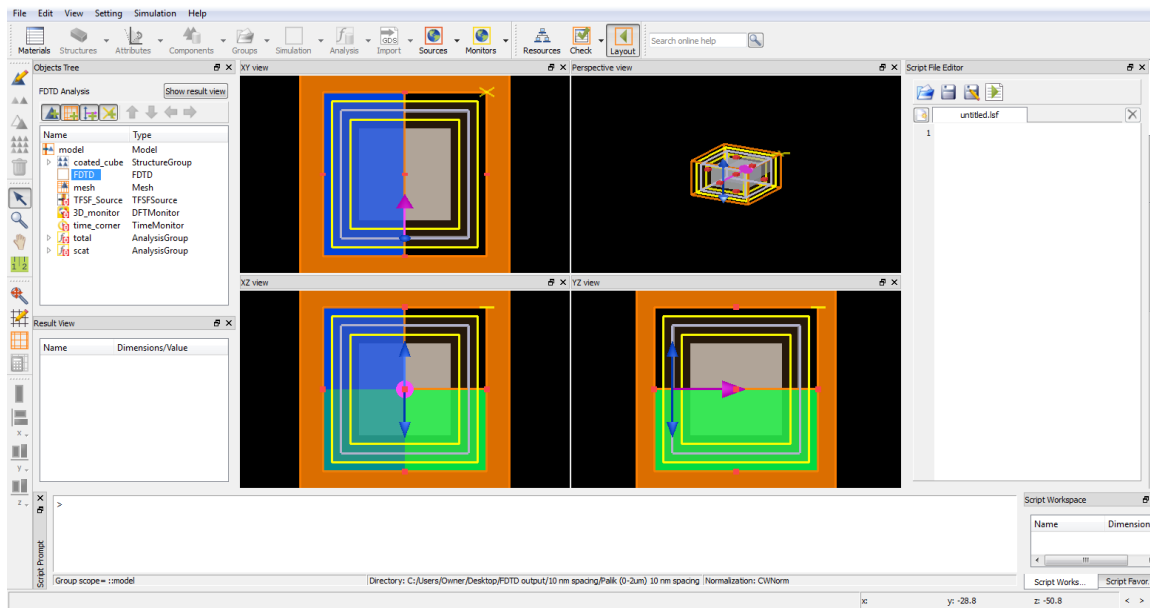 File Edit View Setting Simulation Help
Materials Structures Attributes Components Groups Simulation Analysis Import Sources Monitors Resources Check Layout Search online help
GDS
Objects Tree
XY view
Perspective view
Script File Editor
FDTD Analysis
Show result view
untitled.lsf
1
Name Type
model Model
coated_cube StructureGroup
FDTD FDTD
mesh Mesh
TFSF_Source TFSFSource
3D_monitor DFTMonitor
time_corner TimeMonitor
total AnalysisGroup
scat AnalysisGroup
1 2
XZ view
YZ view
Result View
Name Dimensions/Value
x
y
z
>
Script Prompt
Script Workspace
Name Dimension
Script Works... Script Favor.
Group scope= ::model
Directory: C:/Users/Owner/Desktop/FDTD output/10 nm spacing/Palik (0-2um) 10 nm spacing
Normalization: CWNorm
x: y: -28.8 z: -50.8